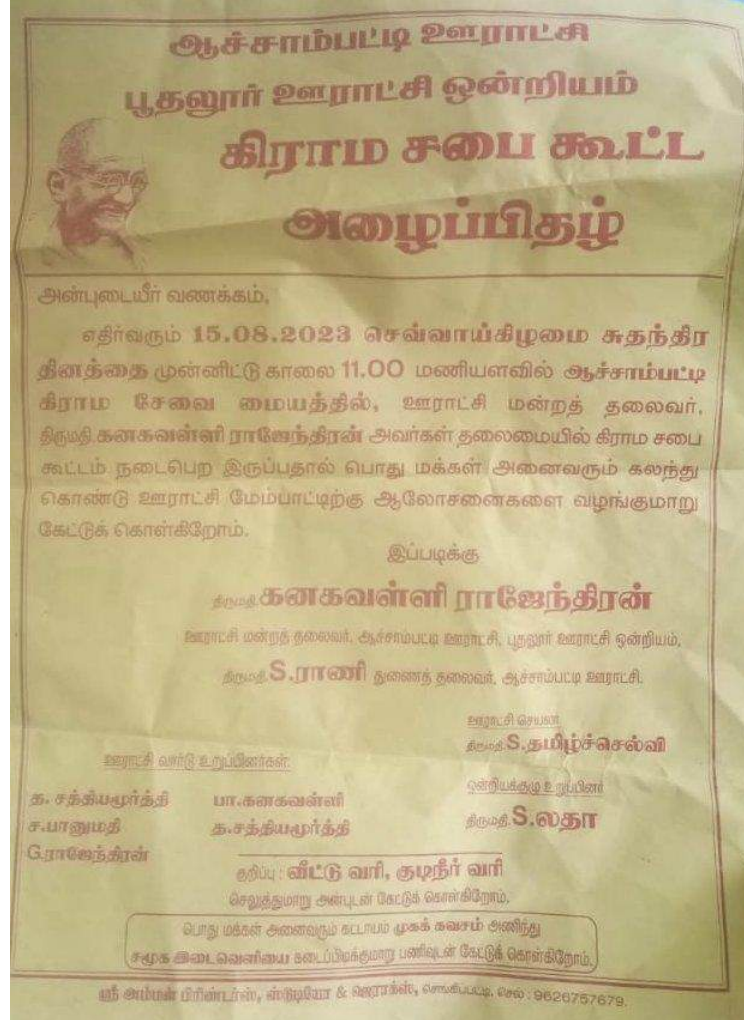 ஆச்சாம்பட்டி ஊராட்சி
பூதலூர் ஊராட்சி ஒன்றியம்
கிராம சபை கூட்ட
அழைப்பிதழ்
அன்புடையீர் வணக்கம்,
எதிர்வரும் 15.08.2023 செவ்வாய்கிழமை சுதந்திர
தினத்தை முன்னிட்டு காலை 11.00 மணியளவில் ஆச்சாம்பட்டி
கிராம சேவை மையத்தில், ஊராட்சி மன்றத் தலைவர்.
திருமதி.கனகவள்ளி ராஜேந்திரன் அவர்கள் தலைமையில் கிராம சபை
கூட்டம் நடைபெற இருப்பதால் பொது மக்கள் அனைவரும் கலந்து
கொண்டு ஊராட்சி மேம்பாட்டிற்கு ஆலோசனைகளை வழங்குமாறு
கேட்டுக் கொள்கிறோம்.
இப்படிக்கு
திருமதி.கனகவள்ளி ராஜேந்திரன்
ஊராட்சி மன்றத் தலைவர், ஆச்சாம்பட்டி ஊராட்சி, பூதலூர் ஊராட்சி ஒன்றியம்.
திருமதி.S.ராணி துணைத் தலைவர், ஆச்சாம்பட்டி ஊராட்சி.
ஊராட்சி செயலர்
திருமதி.S.தமிழ்ச்செல்வி
ஊராட்சி வார்டு உறுப்பினர்கள்:
ஒன்றியக்குழு உறுப்பினர்
த. சத்தியமூர்த்தி பா.கனகவள்ளி
திருமதி.S.லதா
ச.பானுமதி த.சத்தியமூர்த்தி
G.ராஜேந்திரன்
குறிப்பு : வீட்டு வரி, குடிநீர் வரி
செலுத்துமாறு அன்புடன் கேட்டுக் கொள்கிறோம்.
பொது மக்கள் அனைவரும் கட்டாயம் முகக் கவசம் அணிந்து
சமூக இடைவெளியை கடைப்பிடிக்குமாறு பணிவுடன் கேட்டுக் கொள்கிறோம்.
ஸ்ரீ அம்மன் பிரிண்டர்ஸ், ஸ்டுடியோ & ஜெராக்ஸ், செங்கிப்பட்டி, செல் : 9626757679.